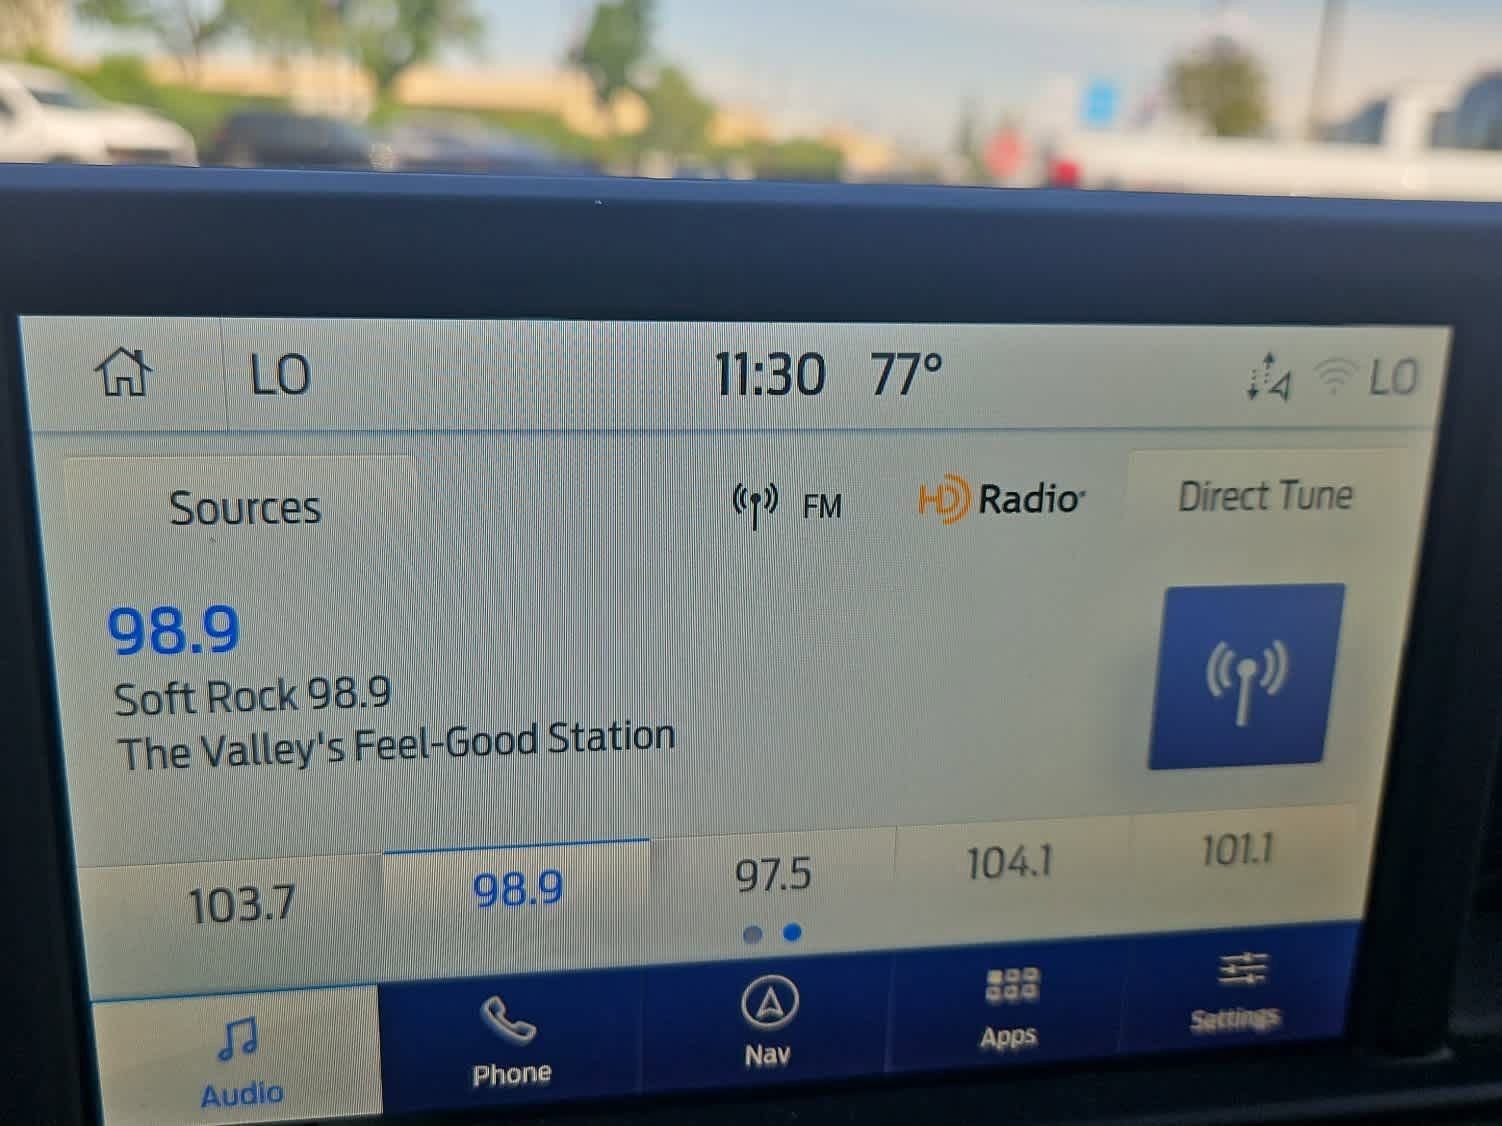 LO 11:30 77° LO
Sources FM HD Radio Direct Tune
98.9
Soft Rock 98.9
The Valley's Feel-Good Station
103.7 98.9 97.5 104.1 101.1
Audio Phone Nav Apps Settings